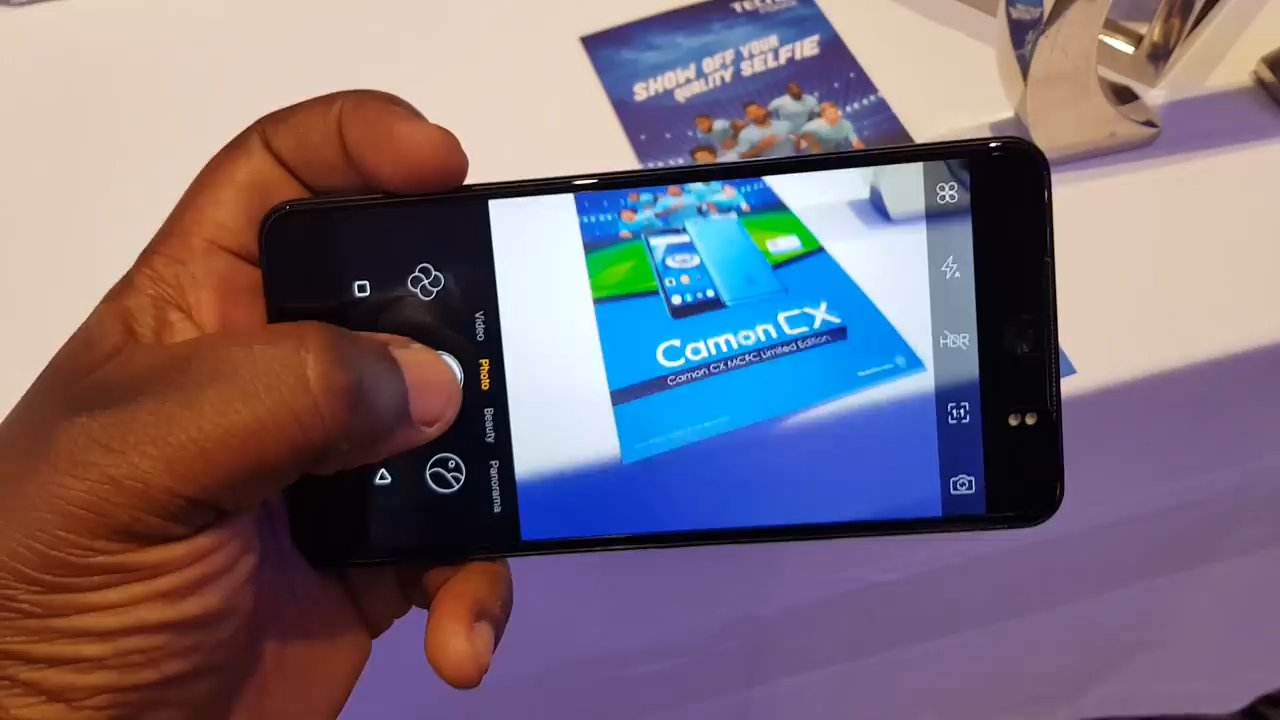 SHOW OFF YOUR
QUALITY SELFIE
Video
Photo
Beauty
Panorama
Camon CX
Camon CX MCFC Limited Edition
HDR
1:1